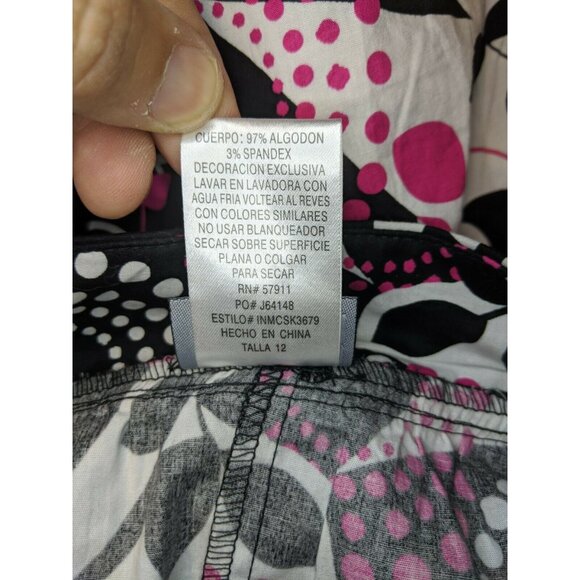 CUERPO: 97% ALGODON
3% SPANDEX
DECORACION EXCLUSIVA
LAVAR EN LAVADORA CON
AGUA FRIA VOLTEAR AL REVES
CON COLORES SIMILARES
NO USAR BLANQUEADOR
SECAR SOBRE SUPERFICIE
PLANA O COLGAR
PARA SECAR
RN# 57911
PO# J64148
ESTILO# INMCSK3679
HECHO EN CHINA
TALLA 12